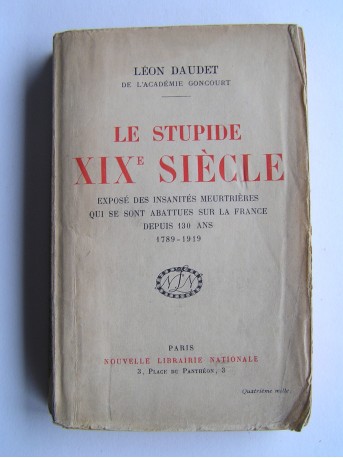 LÉON DAUDET
DE L'ACADÉMIE GONCOURT
LE STUPIDE
XIXE SIÈCLE
EXPOSÉ DES INSANITÉS MEURTRIÈRES
QUI SE SONT ABATTUES SUR LA FRANCE
DEPUIS 130 ANS
1789-1919
NLN
PARIS
NOUVELLE LIBRAIRIE NATIONALE
3, PLACE DU PANTHÉON, 3
Quatrième mille.